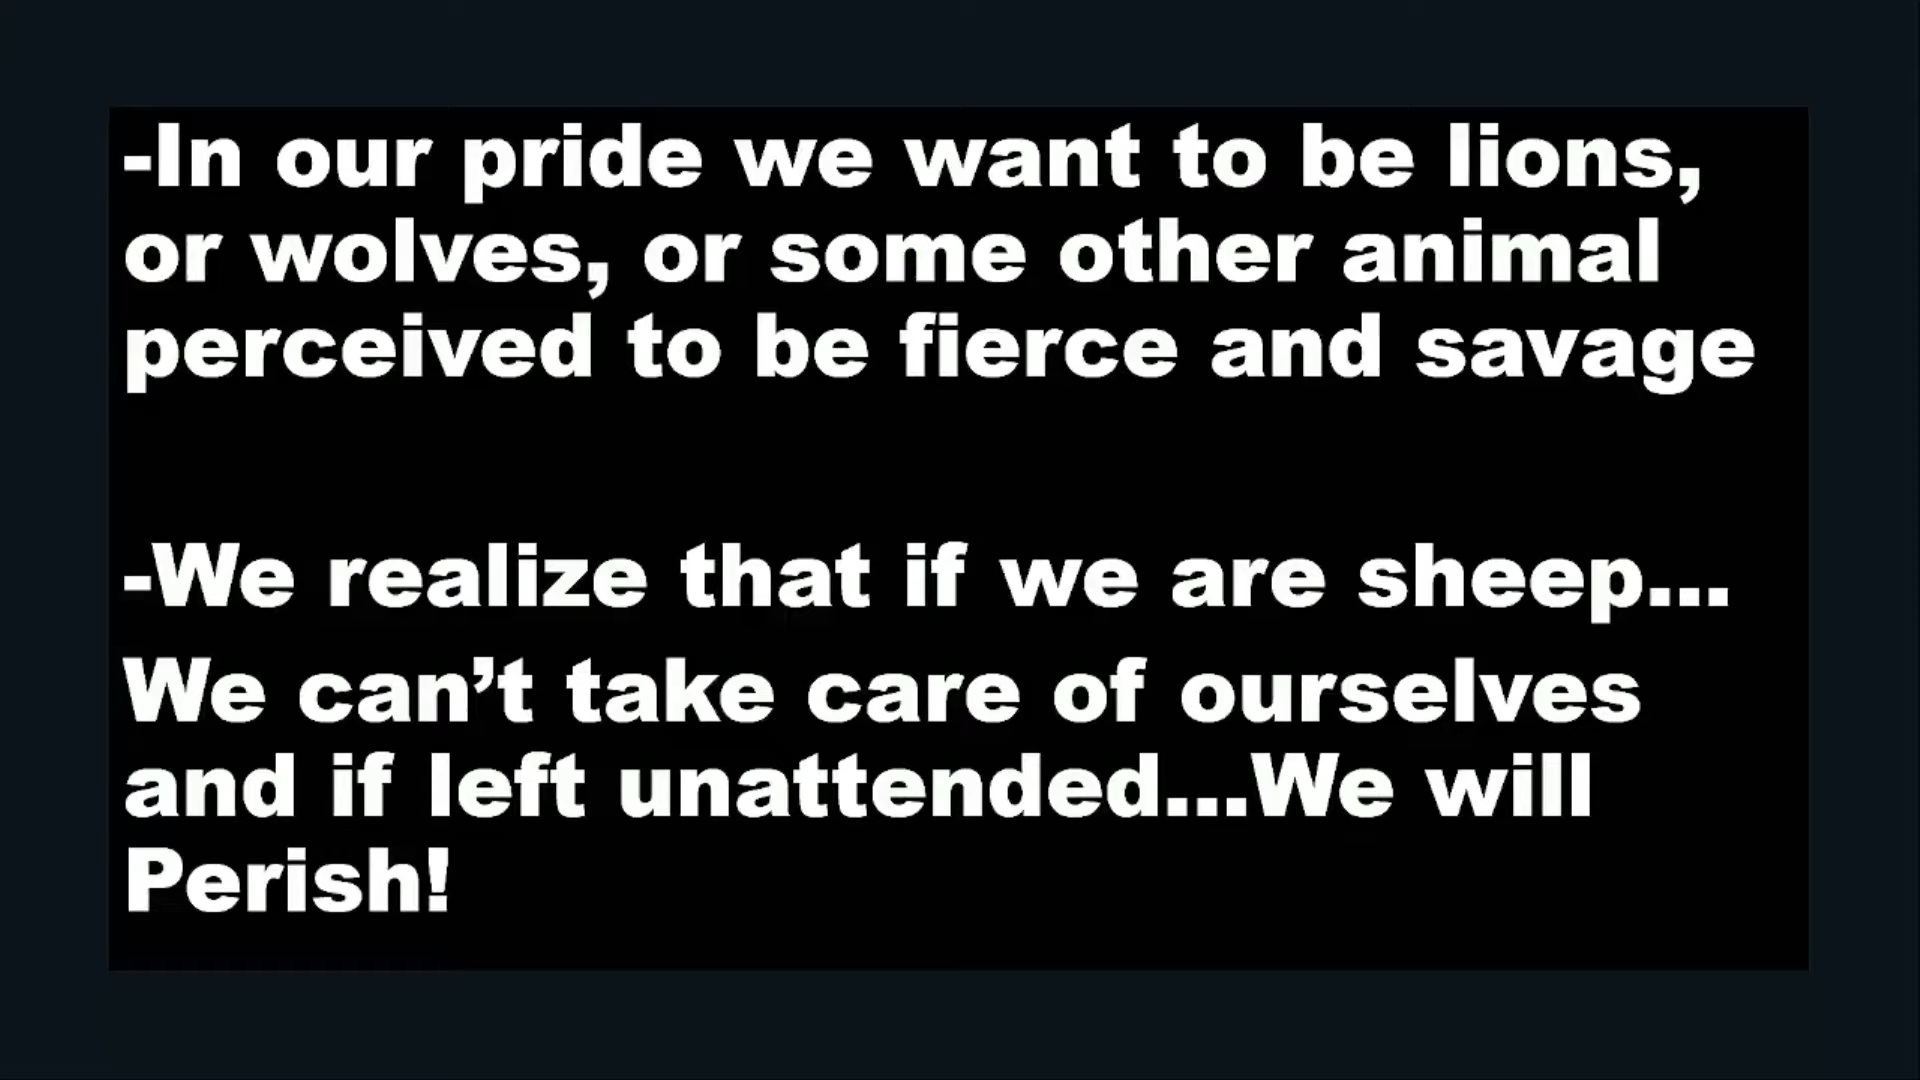 -In our pride we want to be lions,
or wolves, or some other animal
perceived to be fierce and savage
-We realize that if we are sheep...
We can’t take care of ourselves
and if left unattended...We will
Perish!